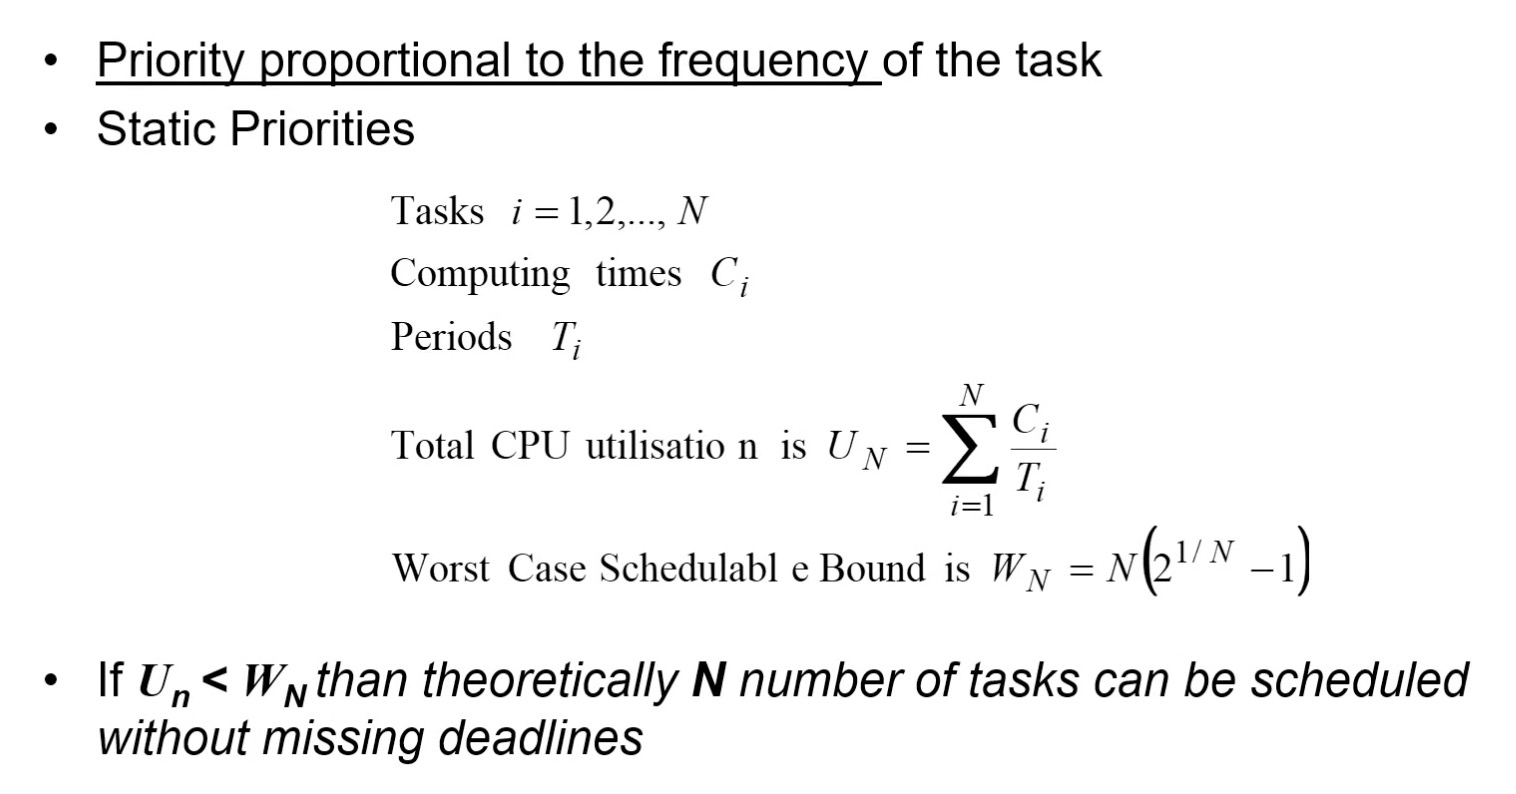 • Priority proportional to the frequency of the task
• Static Priorities
Tasks i = 1,2,..., N
Computing times C_i
Periods T_i
Total CPU utilisatio n is U_N = \sum_{i=1}^{N} \frac{C_i}{T_i}
Worst Case Schedulabl e Bound is W_N = N(2^{1/N} – 1)
• If U_n < W_N than theoretically N number of tasks can be scheduled
without missing deadlines